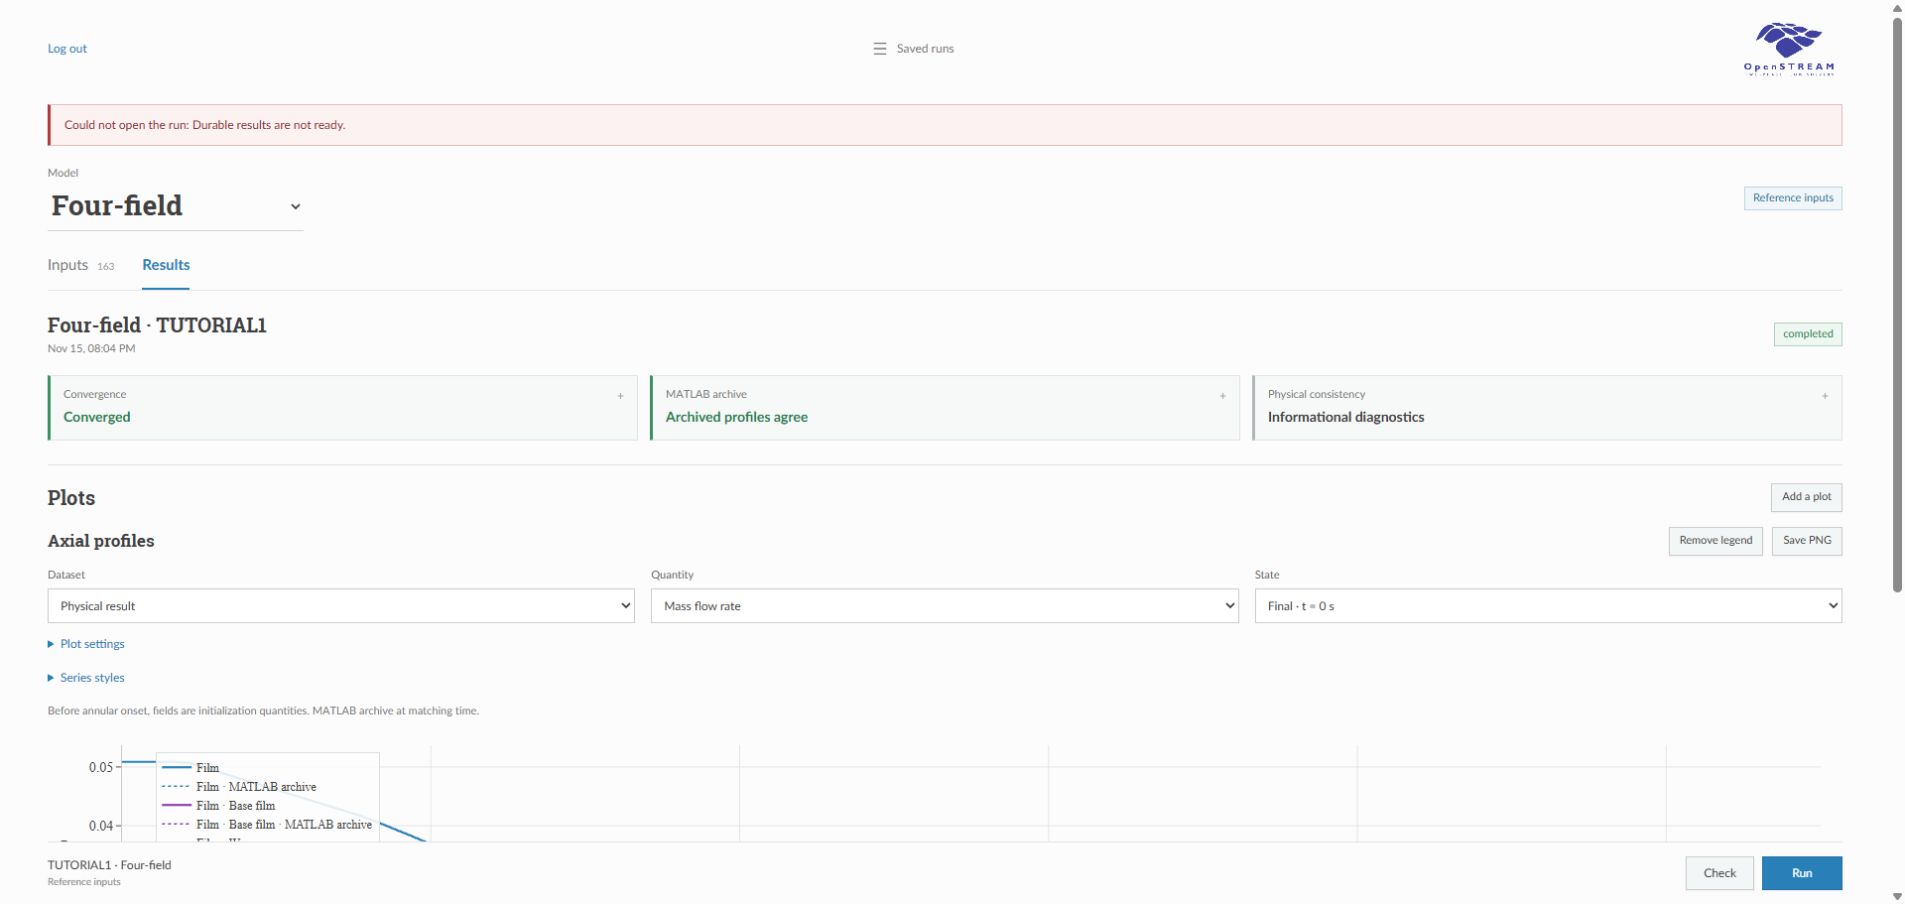 Log out
Saved runs
OpenSTREAM
Could not open the run: Durable results are not ready.
Model
Four-field
Reference inputs
Inputs 163
Results
Four-field · TUTORIAL1
Nov 15, 08:04 PM
completed
Convergence +
Converged
MATLAB archive +
Archived profiles agree
Physical consistency +
Informational diagnostics
Plots
Add a plot
Axial profiles
Remove legend
Save PNG
Dataset
Physical result
Quantity
Mass flow rate
State
Final · t = 0 s
Plot settings
Series styles
Before annular onset, fields are initialization quantities. MATLAB archive at matching time.
0.05
0.04
Film
Film · MATLAB archive
Film · Base film
Film · Base film · MATLAB archive
TUTORIAL1 · Four-field
Reference inputs
Check
Run